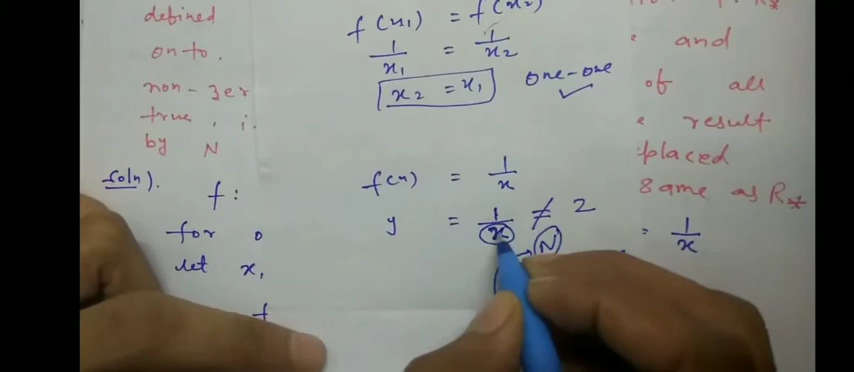 defined
onto.
non-zer
true, i.
by N
f(x₁) = f(x₂)
1/x₁ = 1/x₂
x₂ = x₁ one-one ✓
R*
and
of all
result
placed
same as R*
Soln).
f:
for o
let x₁
f
f(x) = 1/x
y = 1/x ≠ 2
N
= 1/x